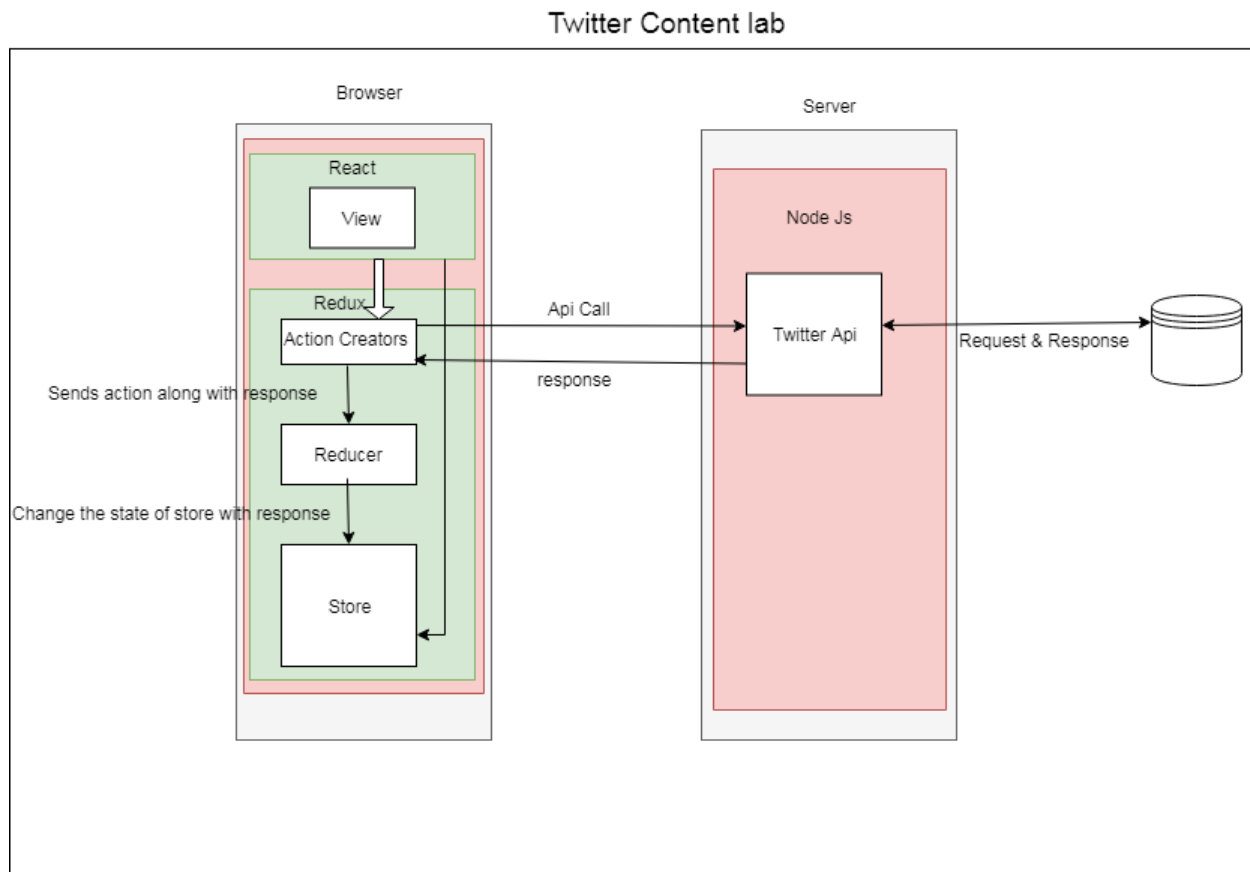 Twitter Content lab
Browser
Server
React
View
Node Js
Redux
Action Creators
Api Call
Twitter Api
Request & Response
response
Sends action along with response
Reducer
Change the state of store with response
Store